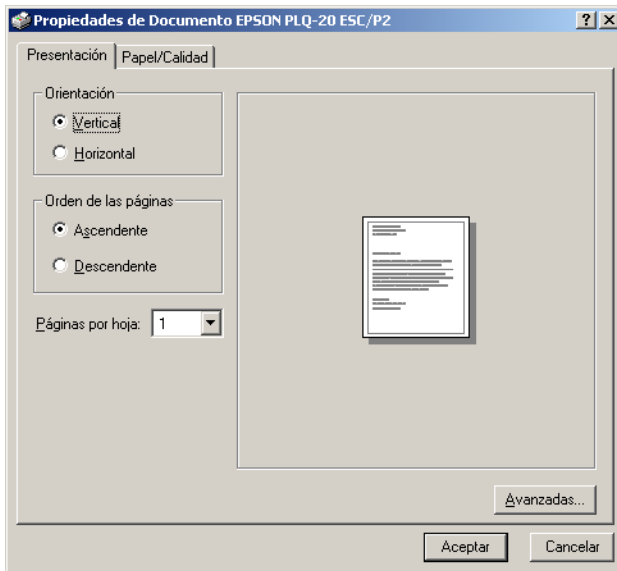 Propiedades de Documento EPSON PLQ-20 ESC/P2
Presentación
Papel/Calidad
Orientación
Vertical
Horizontal
Orden de las páginas
Ascendente
Descendente
Páginas por hoja: 1
Avanzadas...
Aceptar
Cancelar